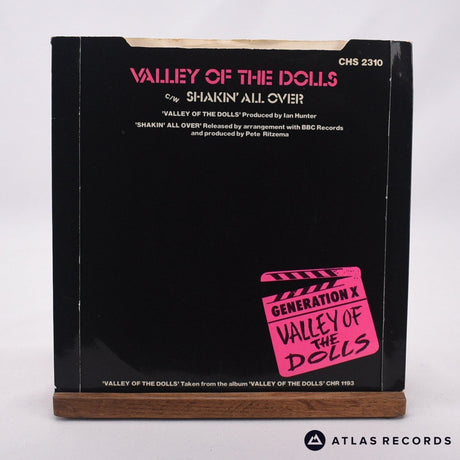 CHS 2310
VALLEY OF THE DOLLS
c/w SHAKIN' ALL OVER
'VALLEY OF THE DOLLS' Produced by Ian Hunter
'SHAKIN' ALL OVER' Released by arrangement with BBC Records
and produced by Pete Ritzema
GENERATION X
VALLEY OF
THE
DOLLS
'VALLEY OF THE DOLLS' Taken from the album 'VALLEY OF THE DOLLS' CHR 1193
ATLAS RECORDS